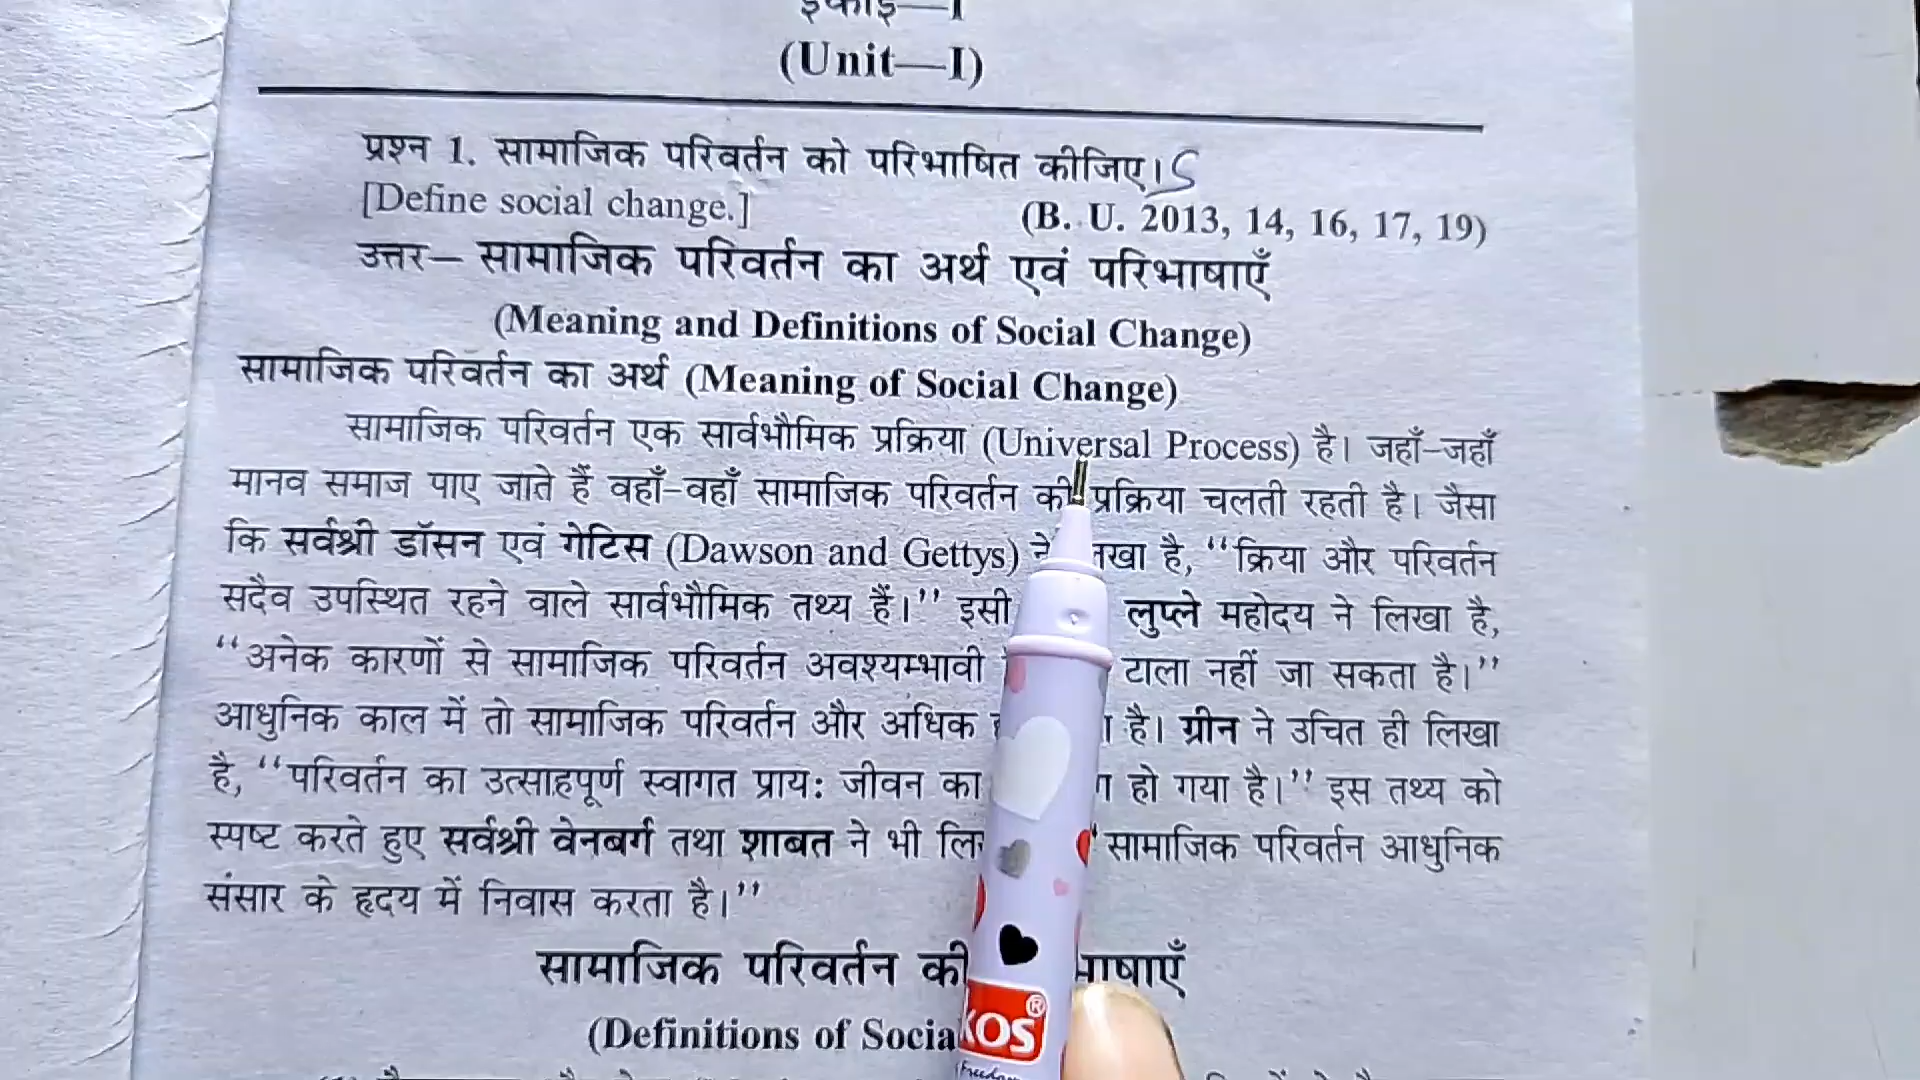 इकाई—I
(Unit—I)
प्रश्न 1. सामाजिक परिवर्तन को परिभाषित कीजिए। S
[Define social change.] (B. U. 2013, 14, 16, 17, 19)
उत्तर— सामाजिक परिवर्तन का अर्थ एवं परिभाषाएँ
(Meaning and Definitions of Social Change)
सामाजिक परिवर्तन का अर्थ (Meaning of Social Change)
सामाजिक परिवर्तन एक सार्वभौमिक प्रक्रिया (Universal Process) है। जहाँ-जहाँ
मानव समाज पाए जाते हैं वहाँ-वहाँ सामाजिक परिवर्तन की प्रक्रिया चलती रहती है। जैसा
कि सर्वश्री डॉसन एवं गेटिस (Dawson and Gettys) ने है, ‘‘क्रिया और परिवर्तन
सदैव उपस्थित रहने वाले सार्वभौमिक तथ्य हैं।’’ इसी लुप्ले महोदय ने लिखा है,
‘‘अनेक कारणों से सामाजिक परिवर्तन अवश्यम्भावी टाला नहीं जा सकता है।’’
आधुनिक काल में तो सामाजिक परिवर्तन और अधिक है। ग्रीन ने उचित ही लिखा
है, ‘‘परिवर्तन का उत्साहपूर्ण स्वागत प्राय: जीवन का हो गया है।’’ इस तथ्य को
स्पष्ट करते हुए सर्वश्री वेनबर्ग तथा शाबत ने भी सामाजिक परिवर्तन आधुनिक
संसार के हृदय में निवास करता है।’’
सामाजिक परिवर्तन की
(Definitions of